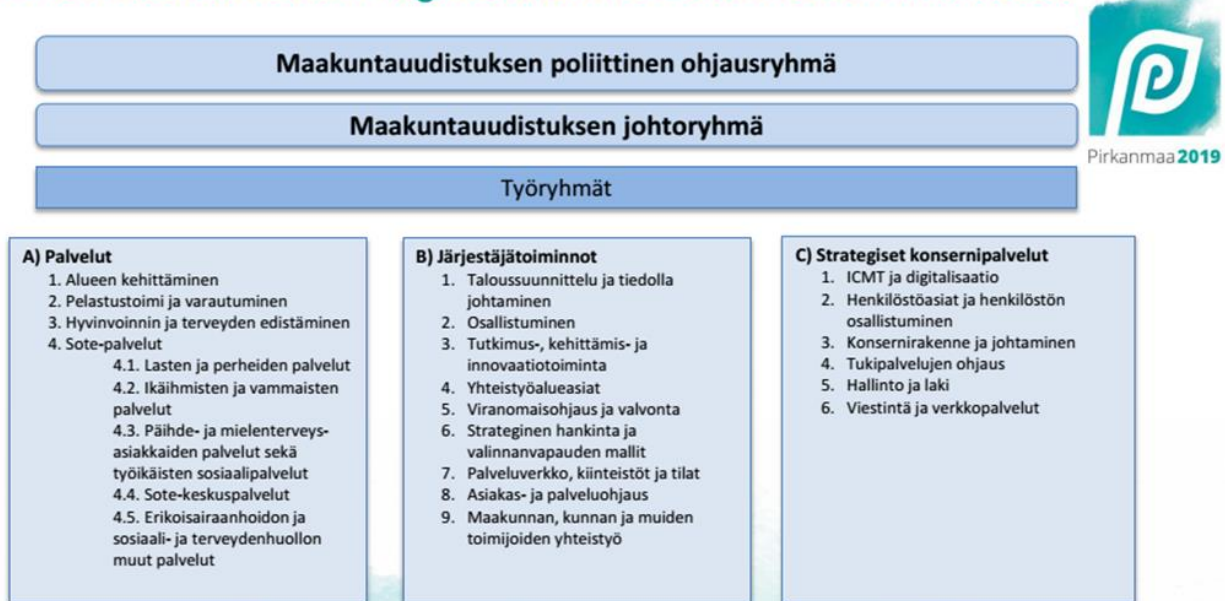 Maakuntauudistuksen poliittinen ohjausryhmä
Maakuntauudistuksen johtoryhmä
Pirkanmaa2019
Työryhmät
A) Palvelut
1. Alueen kehittäminen
2. Pelastustoimi ja varautuminen
3. Hyvinvoinnin ja terveyden edistäminen
4. Sote-palvelut
4.1. Lasten ja perheiden palvelut
4.2. Ikäihmisten ja vammaisten
palvelut
4.3. Päihde- ja mielenterveys-
asiakkaiden palvelut sekä
työikäisten sosiaalipalvelut
4.4. Sote-keskuspalvelut
4.5. Erikoisairaanhoidon ja
sosiaali- ja terveydenhuollon
muut palvelut
B) Järjestäjätoiminnot
1. Taloussuunnittelu ja tiedolla
johtaminen
2. Osallistuminen
3. Tutkimus-, kehittämis- ja
innovaatiotoiminta
4. Yhteistyöalueasiat
5. Viranomaisohjaus ja valvonta
6. Strateginen hankinta ja
valinnanvapauden mallit
7. Palveluverkko, kiinteistöt ja tilat
8. Asiakas- ja palveluohjaus
9. Maakunnan, kunnan ja muiden
toimijoiden yhteistyö
C) Strategiset konsernipalvelut
1. ICMT ja digitalisaatio
2. Henkilöstöasiat ja henkilöstön
osallistuminen
3. Konsernirakenne ja johtaminen
4. Tukipalvelujen ohjaus
5. Hallinto ja laki
6. Viestintä ja verkkopalvelut